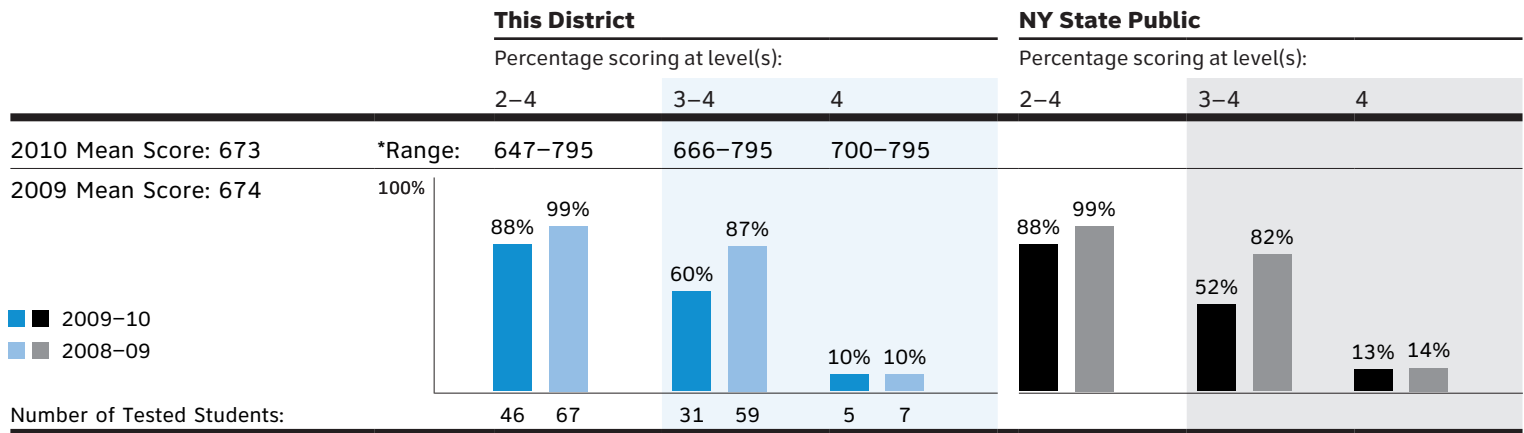 This District NY State Public
Percentage scoring at level(s): Percentage scoring at level(s):
2–4 3–4 4 2–4 3–4 4
2010 Mean Score: 673 *Range: 647–795 666–795 700–795
2009 Mean Score: 674 100%
88% 99% 60% 87% 10% 10% 88% 99% 52% 82% 13% 14%
2009–10
2008–09
Number of Tested Students: 46 67 31 59 5 7